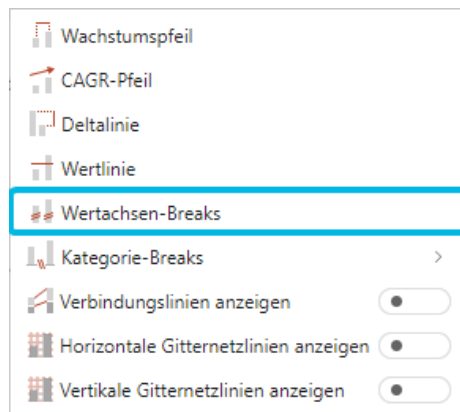 Wachstumspfeil
CAGR-Pfeil
Deltalinie
Wertlinie
Wertachsen-Breaks
Kategorie-Breaks
Verbindungslinien anzeigen
Horizontale Gitternetzlinien anzeigen
Vertikale Gitternetzlinien anzeigen